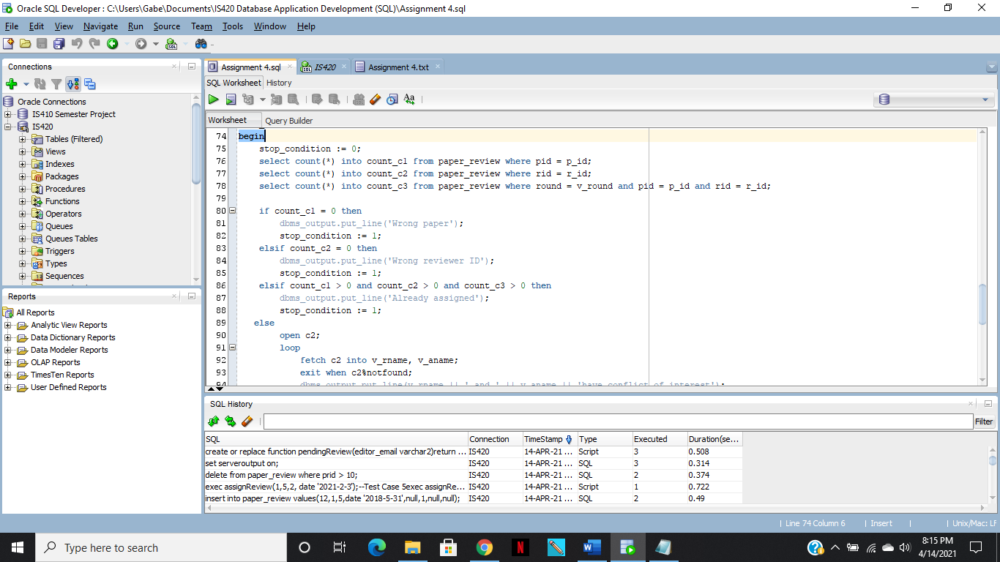 Oracle SQL Developer : C:\Users\Gabe\Documents\IS420 Database Application Development (SQL)\Assignment 4.sql
File Edit View Navigate Run Source Team Tools Window Help
Connections
Oracle Connections
IS410 Semester Project
IS420
Tables (Filtered)
Views
Indexes
Packages
Procedures
Functions
Operators
Queues
Queues Tables
Triggers
Types
Sequences
Reports
All Reports
Analytic View Reports
Data Dictionary Reports
Data Modeler Reports
OLAP Reports
TimesTen Reports
User Defined Reports
Assignment 4.sql IS420 Assignment 4.txt
SQL Worksheet History
Aa
Worksheet Query Builder
74 begin
75 stop_condition := 0;
76 select count(*) into count_c1 from paper_review where pid = p_id;
77 select count(*) into count_c2 from paper_review where rid = r_id;
78 select count(*) into count_c3 from paper_review where round = v_round and pid = p_id and rid = r_id;
79
80 if count_c1 = 0 then
81 dbms_output.put_line('Wrong paper');
82 stop_condition := 1;
83 elsif count_c2 = 0 then
84 dbms_output.put_line('Wrong reviewer ID');
85 stop_condition := 1;
86 elsif count_c1 > 0 and count_c2 > 0 and count_c3 > 0 then
87 dbms_output.put_line('Already assigned');
88 stop_condition := 1;
89 else
90 open c2;
91 loop
92 fetch c2 into v_rname, v_aname;
93 exit when c2%notfound;
94 dbms_output.put_line(v_rname || ' and ' || v_aname || 'have conflict of interest');
SQL History
Filter
SQL Connection TimeStamp Type Executed Duration(se...
create or replace function pendingReview(editor_email varchar2)return ... IS420 14-APR-21 ... Script 3 0.508
set serveroutput on; IS420 14-APR-21 ... SQL 3 0.314
delete from paper_review where prid > 10; IS420 14-APR-21 ... SQL 2 0.374
exec assignReview(1,5,2, date '2021-2-3');--Test Case 5exec assignRe... IS420 14-APR-21 ... Script 1 0.722
insert into paper_review values(12,1,5,date '2018-5-31',null,1,null,null); IS420 14-APR-21 ... SQL 2 0.49
Line 74 Column 6 Insert Unix/Mac: LF
Type here to search
8:15 PM
4/14/2021